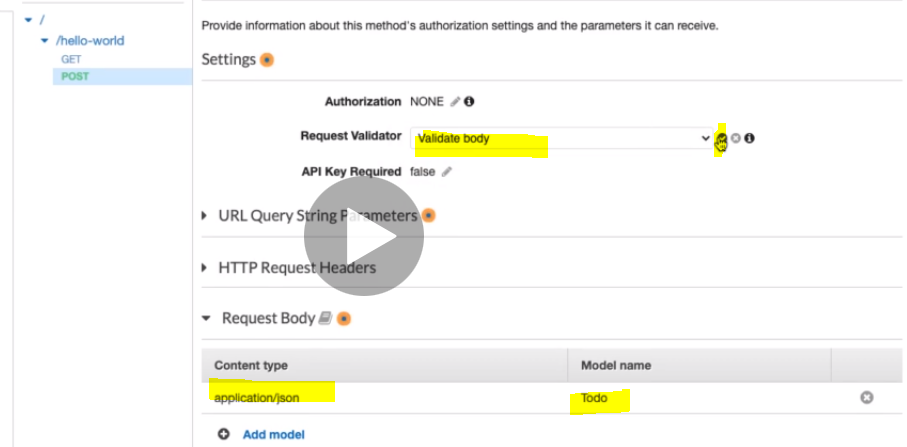 /
/hello-world
GET
POST
Provide information about this method's authorization settings and the parameters it can receive.
Settings
Authorization NONE
Request Validator Validate body
API Key Required false
URL Query String Parameters
HTTP Request Headers
Request Body
Content type Model name
application/json Todo
Add model